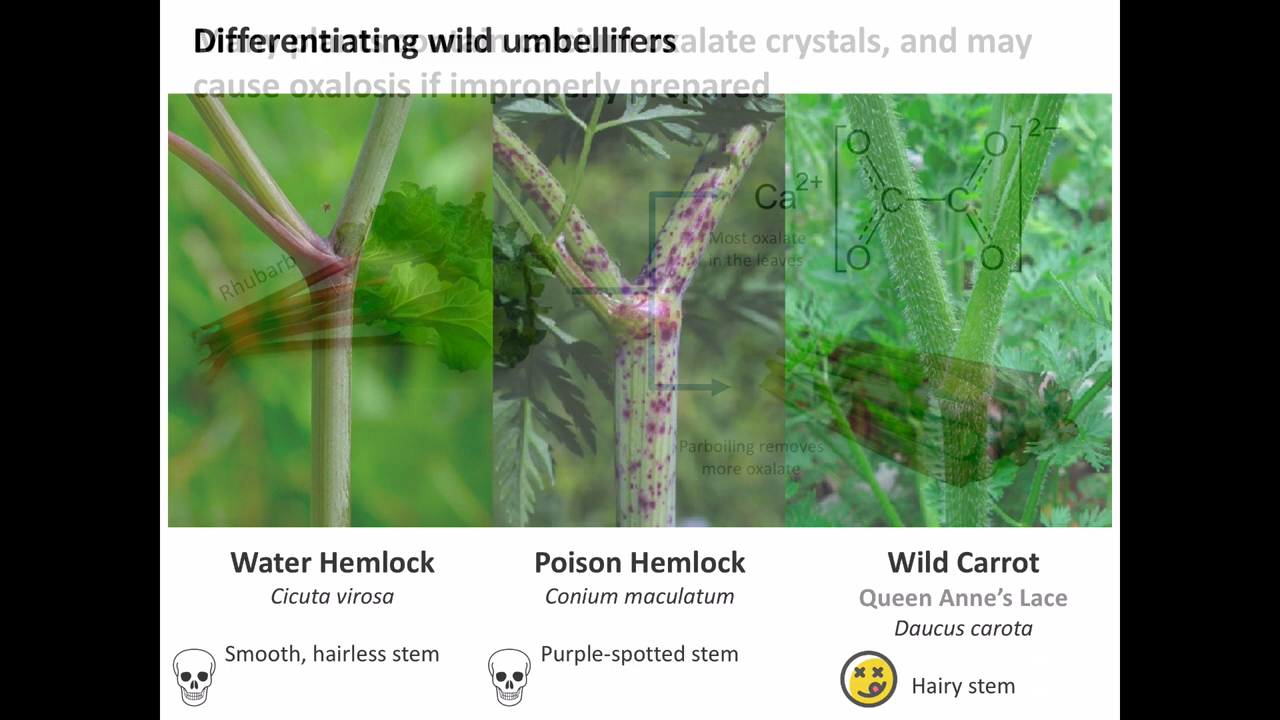 Differentiating wild umbellifers
oxalate crystals, and may
cause oxalosis if improperly prepared
Rhubarb
Ca2+
[ O O C C O O ]2−
Most oxalate
in the leaves
Parboiling removes
more oxalate
Water Hemlock
Poison Hemlock
Wild Carrot
Cicuta virosa
Conium maculatum
Queen Anne’s Lace
Daucus carota
Smooth, hairless stem
Purple-spotted stem
Hairy stem